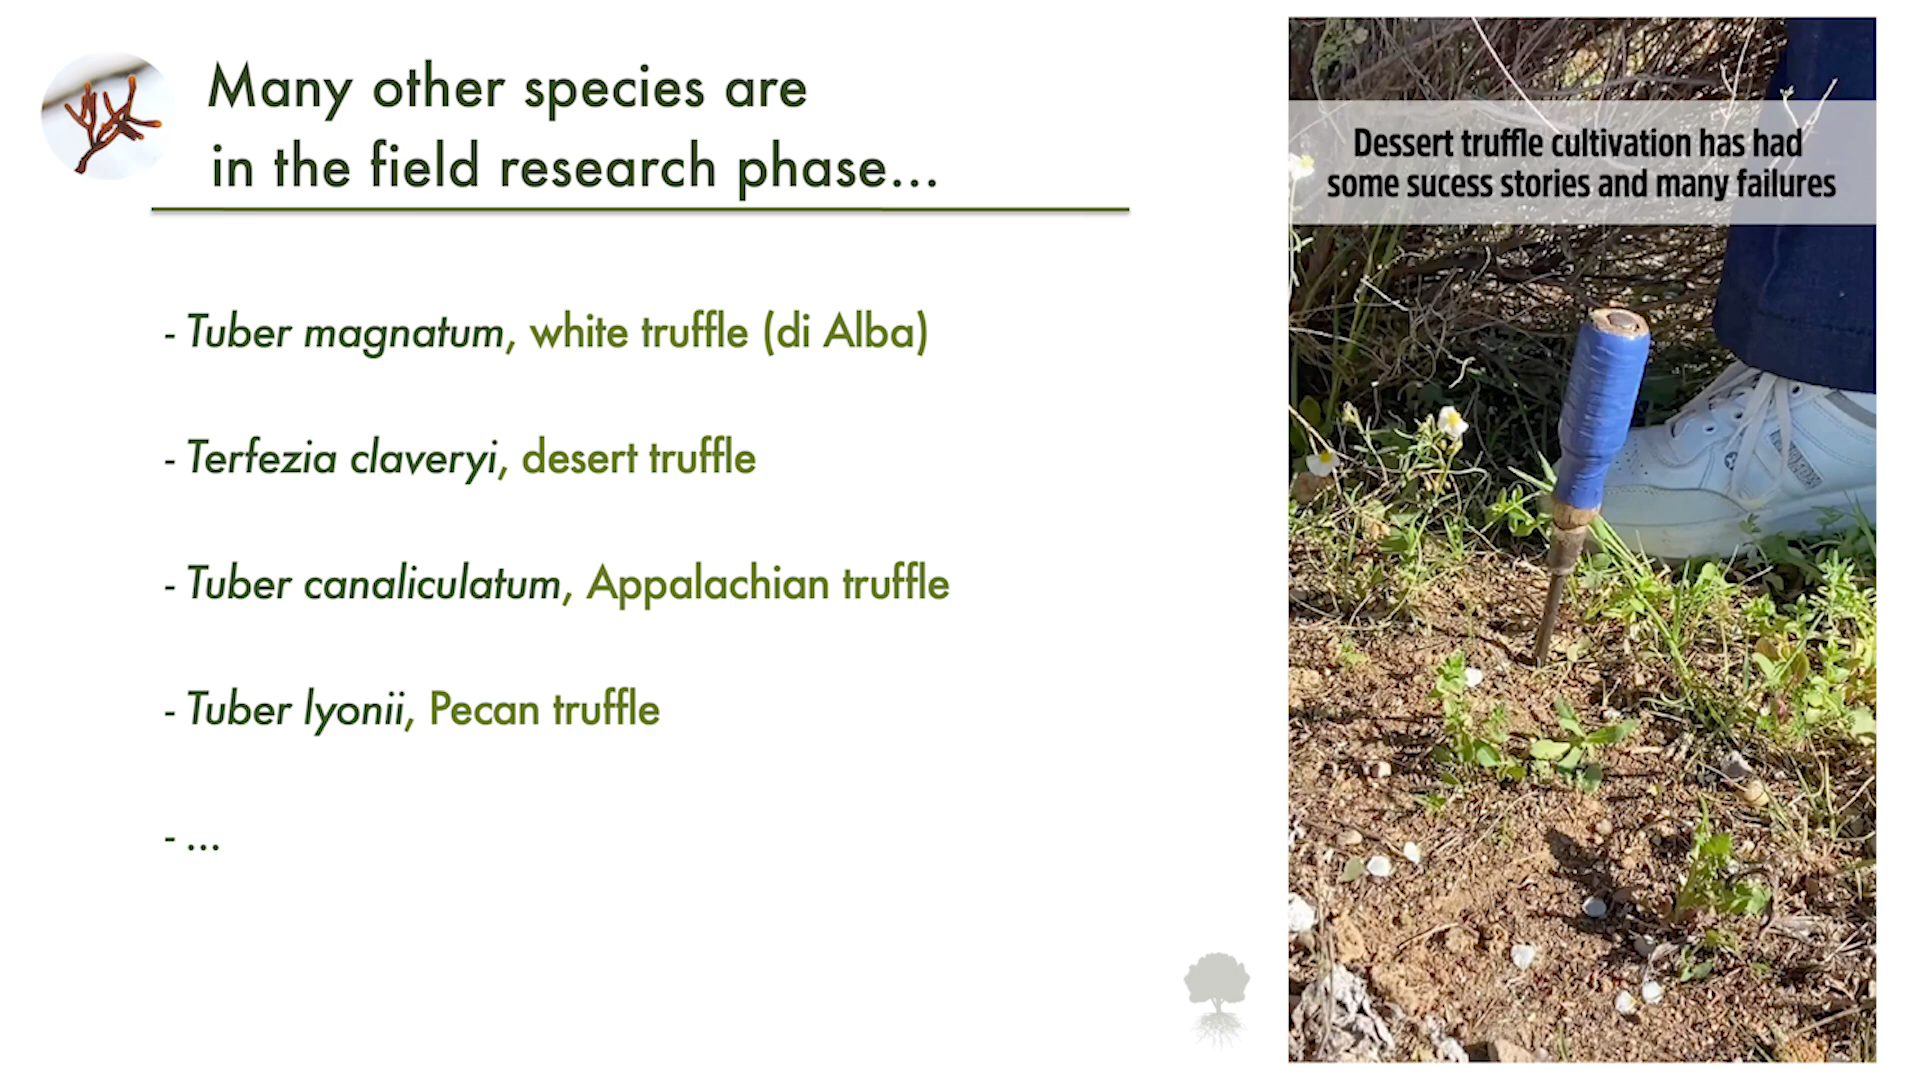 Many other species are
in the field research phase...
- Tuber magnatum, white truffle (di Alba)
- Terfezia claveryi, desert truffle
- Tuber canaliculatum, Appalachian truffle
- Tuber lyonii, Pecan truffle
- ...
Dessert truffle cultivation has had
some sucess stories and many failures